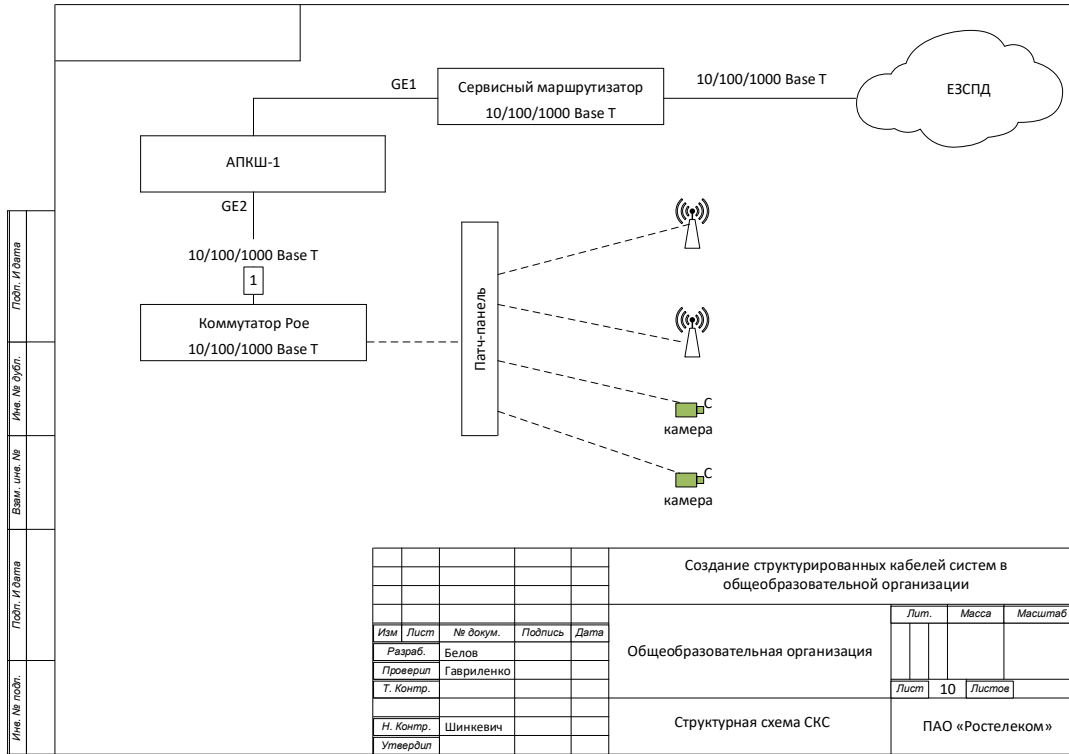 GE1
Сервисный маршрутизатор
10/100/1000 Base T
10/100/1000 Base T
ЕЗСПД
АПКШ-1
GE2
10/100/1000 Base T
1
Коммутатор Poe
10/100/1000 Base T
Патч-панель
С
камера
С
камера
Подп. И дата
Инв. № дубл.
Взам. инв. №
Подп. И дата
Инв. № подп.
Создание структурированных кабелей систем в
общеобразовательной организации
Изм Лист № докум. Подпись Дата
Разраб. Белов
Проверил Гавриленко
Т. Контр.
Н. Контр. Шинкевич
Утвердил
Общеобразовательная организация
Лит. Масса Масштаб
Лист 10 Листов
Структурная схема СКС
ПАО «Ростелеком»